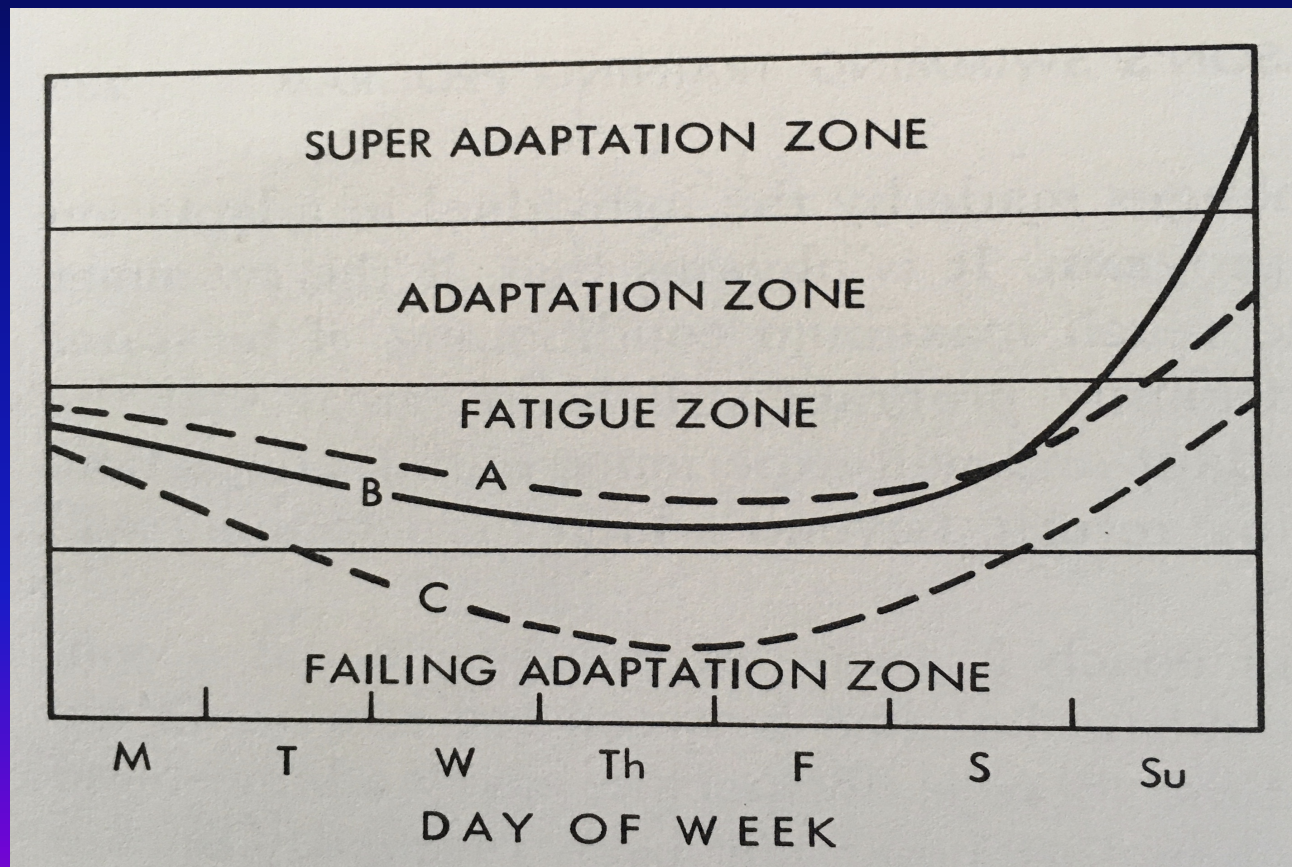 SUPER ADAPTATION ZONE
ADAPTATION ZONE
FATIGUE ZONE
A
B
C
FAILING ADAPTATION ZONE
M T W Th F S Su
DAY OF WEEK